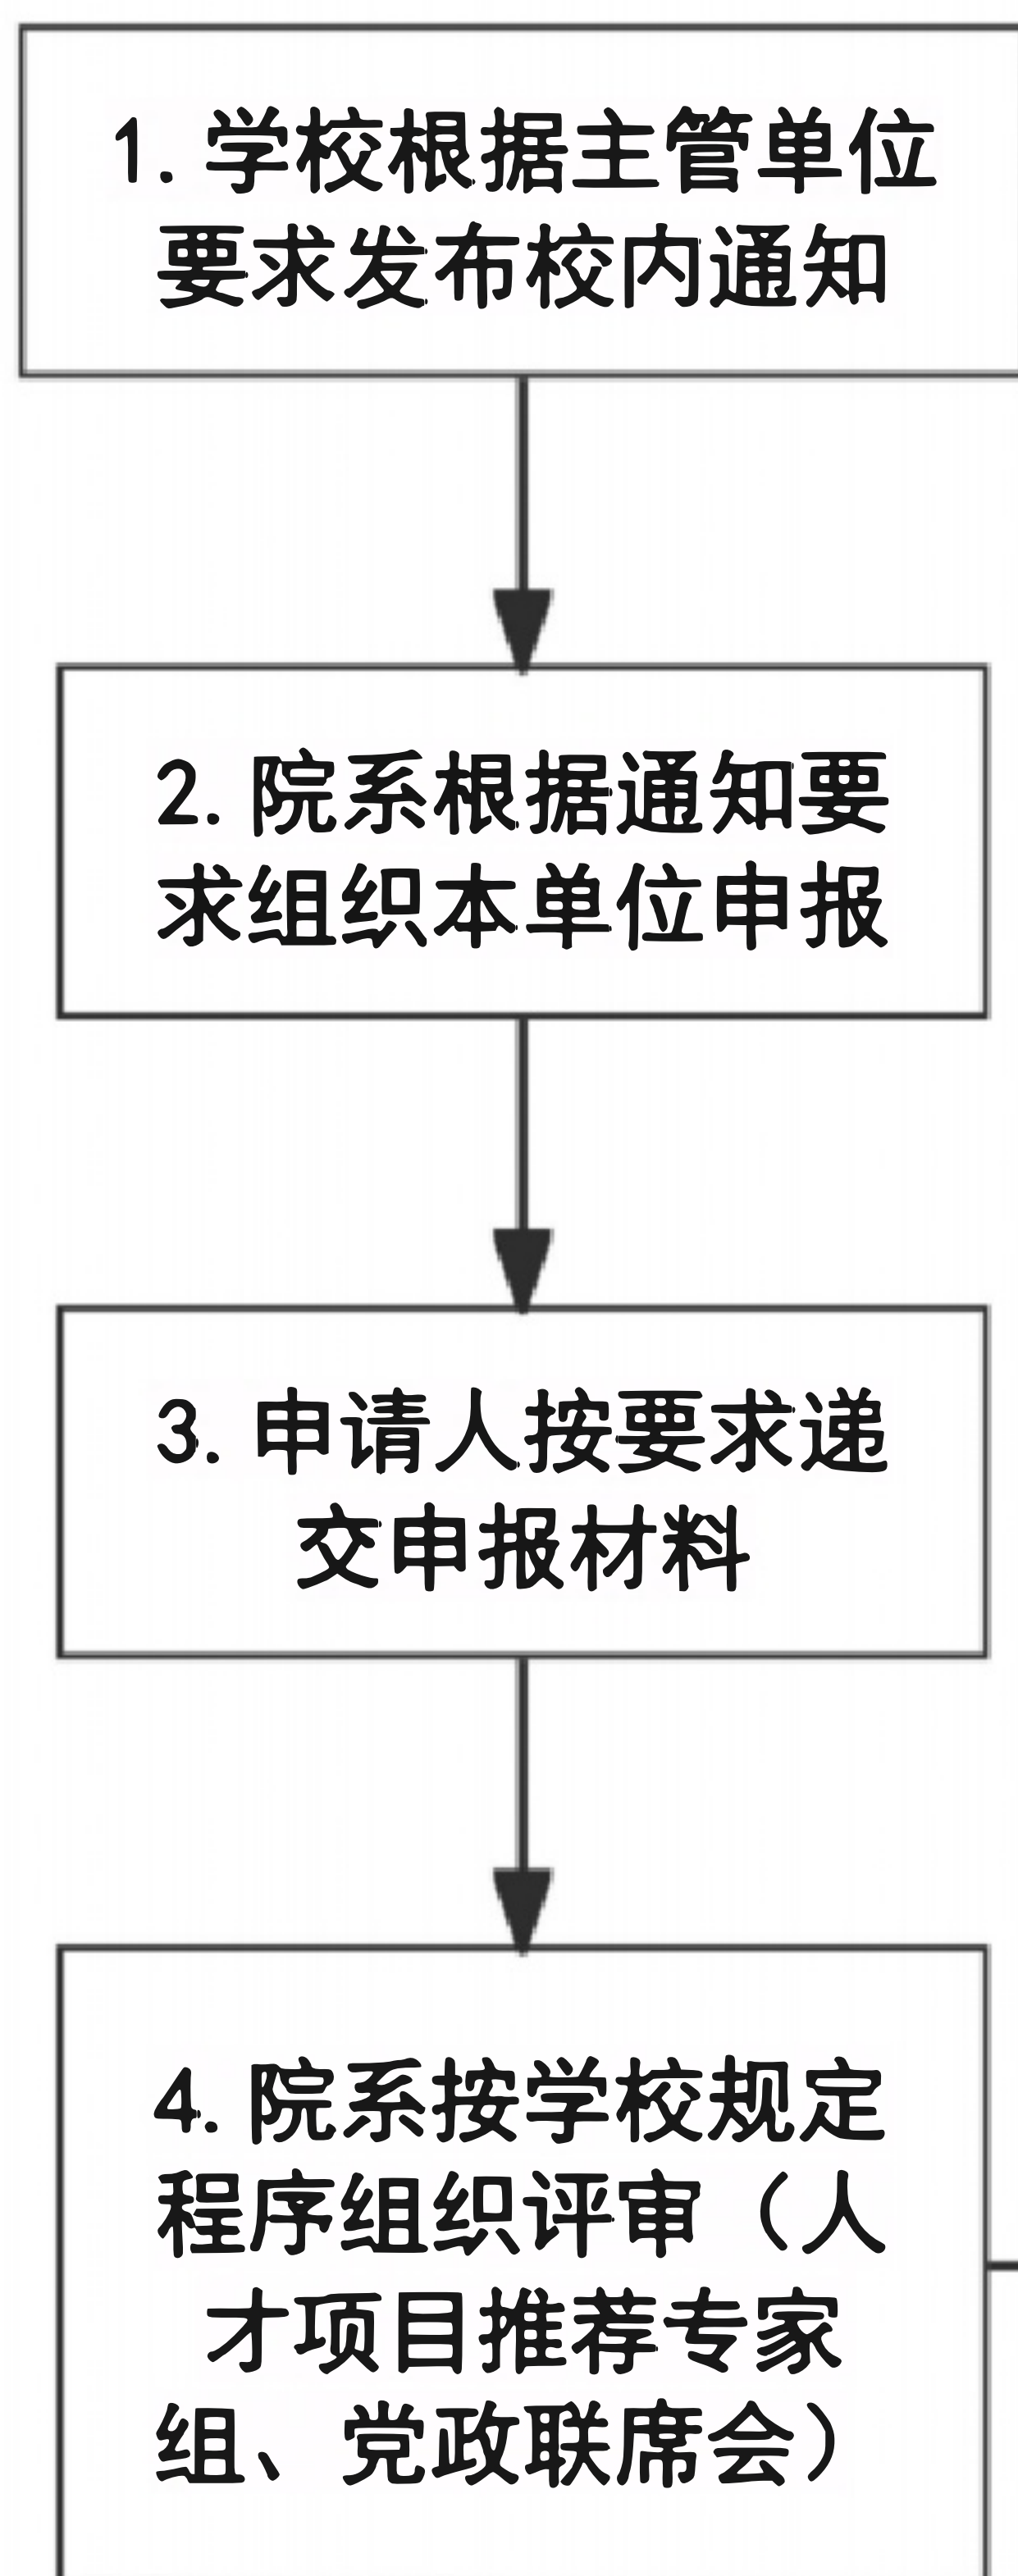 1. 学校根据主管单位
要求发布校内通知
2. 院系根据通知要
求组织本单位申报
3. 申请人按要求递
交申报材料
4. 院系按学校规定
程序组织评审（人
才项目推荐专家
组、党政联席会）